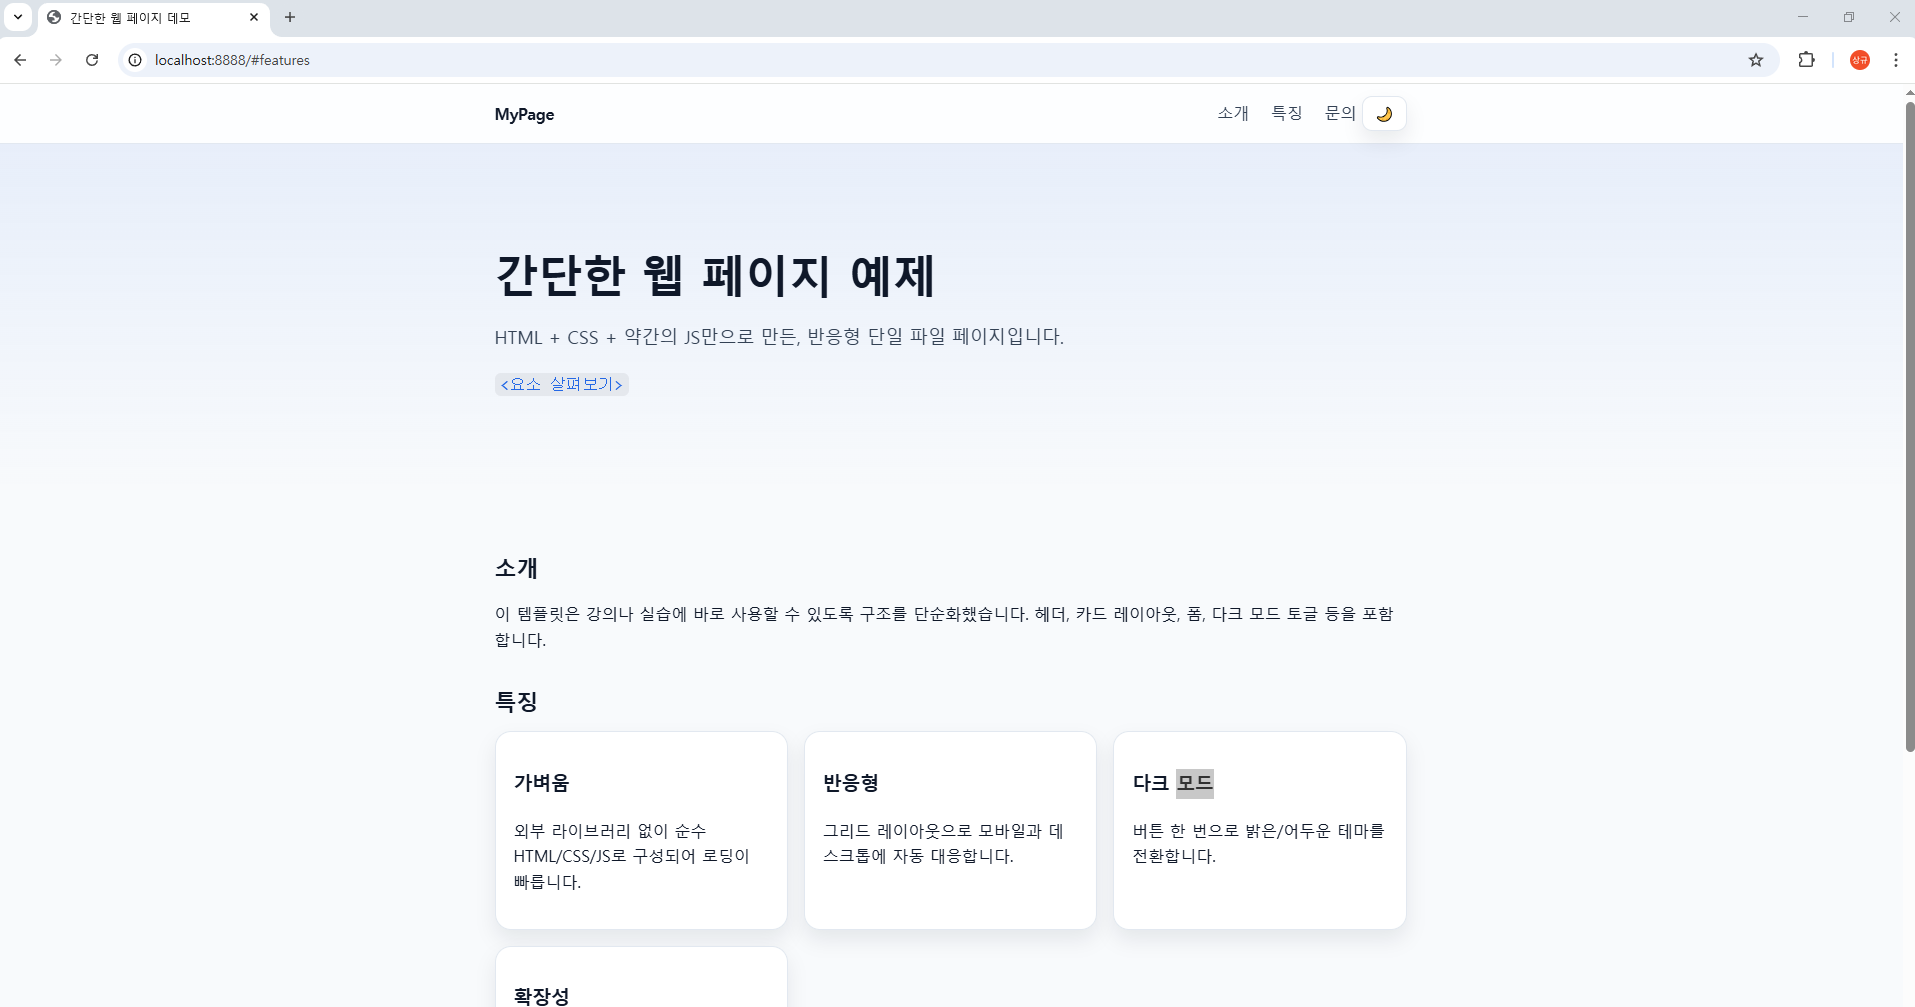 간단한 웹 페이지 데모
localhost:8888/#features
상규
MyPage
소개 특징 문의
간단한 웹 페이지 예제
HTML + CSS + 약간의 JS만으로 만든, 반응형 단일 파일 페이지입니다.
<요소 살펴보기>
소개
이 템플릿은 강의나 실습에 바로 사용할 수 있도록 구조를 단순화했습니다. 헤더, 카드 레이아웃, 폼, 다크 모드 토글 등을 포함
합니다.
특징
가벼움
외부 라이브러리 없이 순수
HTML/CSS/JS로 구성되어 로딩이
빠릅니다.
반응형
그리드 레이아웃으로 모바일과 데
스크톱에 자동 대응합니다.
다크 모드
버튼 한 번으로 밝은/어두운 테마를
전환합니다.
확장성